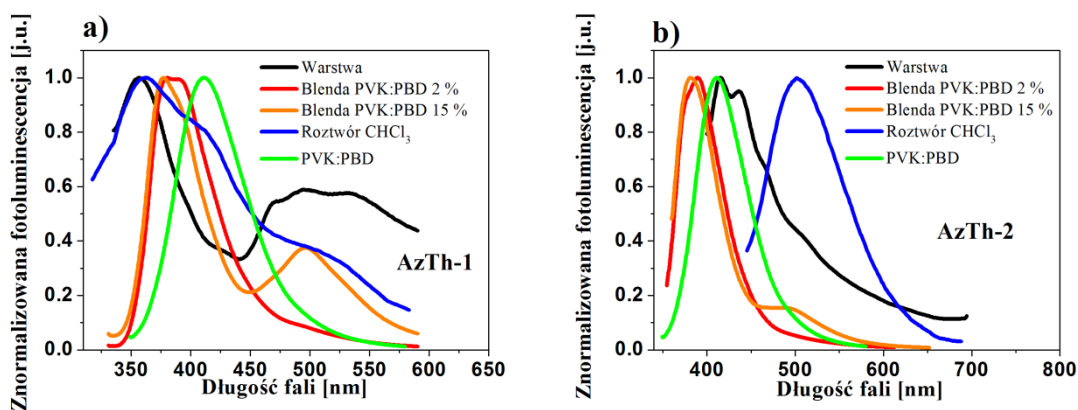 a)
Znormalizowana fotoluminescencja [j.u.]
1.0
0.8
0.6
0.4
0.2
0.0
Warstwa
Blenda PVK:PBD 2 %
Blenda PVK:PBD 15 %
Roztwór CHCl₃
PVK:PBD
AzTh-1
350 400 450 500 550 600 650
Długość fali [nm]
b)
Znormalizowana fotoluminescencja [j.u.]
1.0
0.8
0.6
0.4
0.2
0.0
Warstwa
Blenda PVK:PBD 2 %
Blenda PVK:PBD 15 %
Roztwór CHCl₃
PVK:PBD
AzTh-2
400 500 600 700 800
Długość fali [nm]